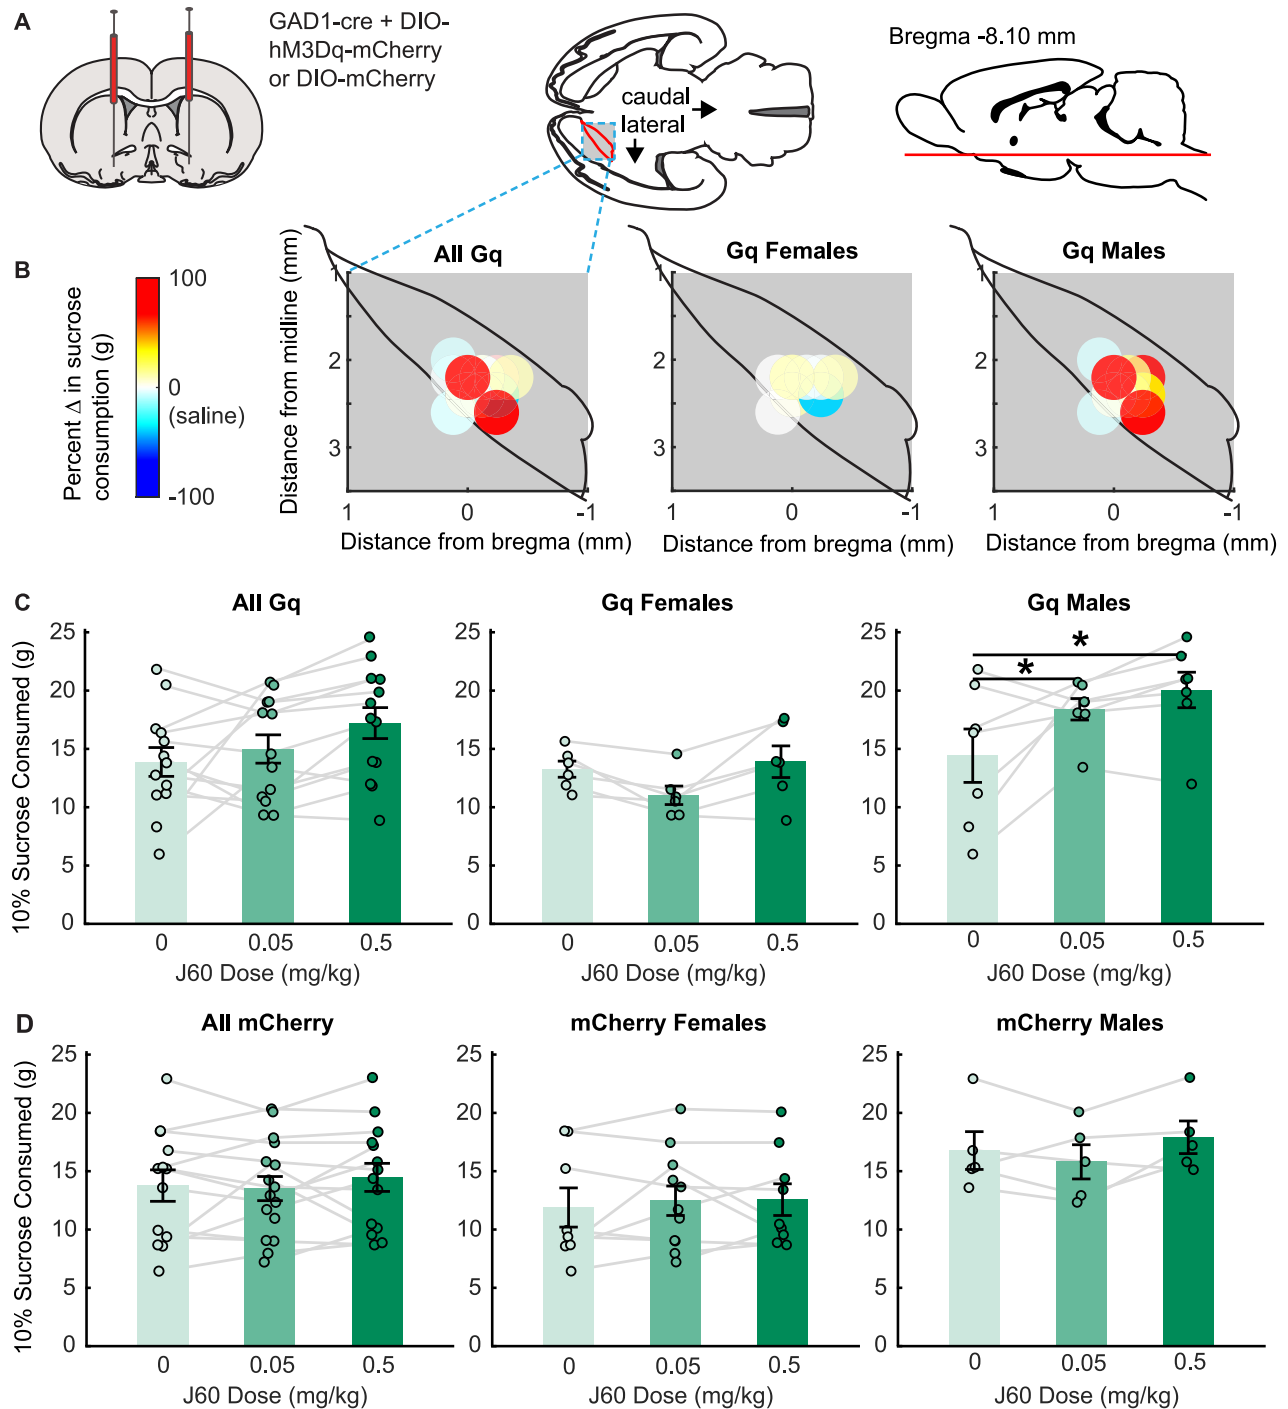 A
GAD1-cre + DIO-
hM3Dq-mCherry
or DIO-mCherry
caudal
lateral
Bregma -8.10 mm
B
Percent Δ in sucrose
consumption (g)
100
0
(saline)
-100
All Gq
Gq Females
Gq Males
Distance from midline (mm)
1
2
3
1
0
-1
Distance from bregma (mm)
1
2
3
1
0
-1
Distance from bregma (mm)
1
2
3
1
0
-1
Distance from bregma (mm)
C
All Gq
Gq Females
Gq Males
10% Sucrose Consumed (g)
25
20
15
10
5
0
0
0.05
0.5
J60 Dose (mg/kg)
25
20
15
10
5
0
0
0.05
0.5
J60 Dose (mg/kg)
25
20
15
10
5
0
*
*
0
0.05
0.5
J60 Dose (mg/kg)
D
All mCherry
mCherry Females
mCherry Males
10% Sucrose Consumed (g)
25
20
15
10
5
0
0
0.05
0.5
J60 Dose (mg/kg)
25
20
15
10
5
0
0
0.05
0.5
J60 Dose (mg/kg)
25
20
15
10
5
0
0
0.05
0.5
J60 Dose (mg/kg)